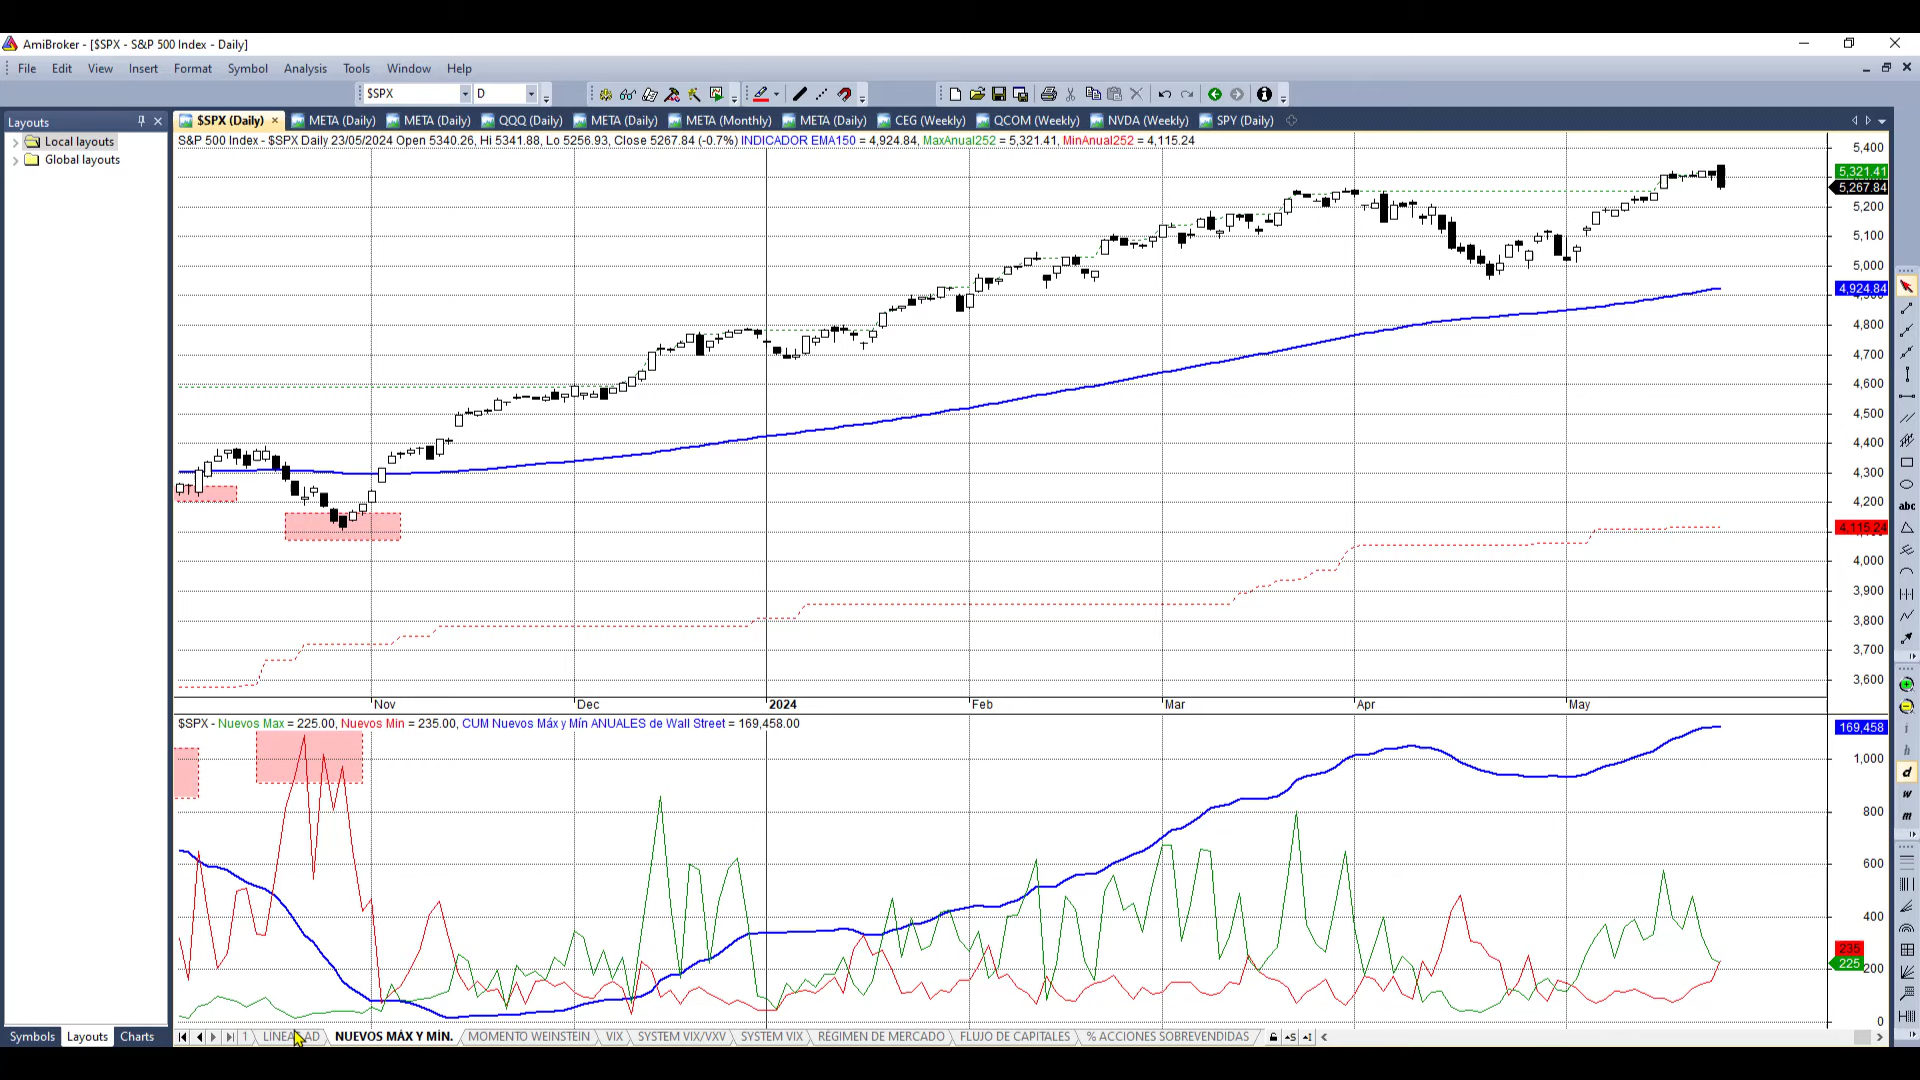 AmiBroker - [$SPX - S&P 500 Index - Daily]
File Edit View Insert Format Symbol Analysis Tools Window Help
$SPX D
Layouts
Local layouts
Global layouts
$SPX (Daily) META (Daily) META (Daily) QQQ (Daily) META (Daily) META (Monthly) META (Daily) CEG (Weekly) QCOM (Weekly) NVDA (Weekly) SPY (Daily)
S&P 500 Index - $SPX Daily 23/05/2024 Open 5340.26, Hi 5341.88, Lo 5256.93, Close 5267.84 (-0.7%) INDICADOR EMA150 = 4,924.84, MaxAnual252 = 5,321.41, MinAnual252 = 4,115.24
5,400
5,321.41
5,267.84
5,200
5,100
5,000
4,924.84
4,800
4,700
4,600
4,500
4,400
4,300
4,200
4,115.24
4,000
3,900
3,800
3,700
3,600
Nov Dec 2024 Feb Mar Apr May
$SPX - Nuevos Max = 225.00, Nuevos Min = 235.00, CUM Nuevos Máx y Mín ANUALES de Wall Street = 169,458.00
169,458
1,000
800
600
400
235
225
200
0
abc
i
h
d
w
m
Symbols Layouts Charts
1 NUEVOS MÁX Y MÍN. MOMENTO WEINSTEIN VIX SYSTEM VIX/VXV SYSTEM VIX RÉGIMEN DE MERCADO FLUJO DE CAPITALES % ACCIONES SOBREVENDIDAS